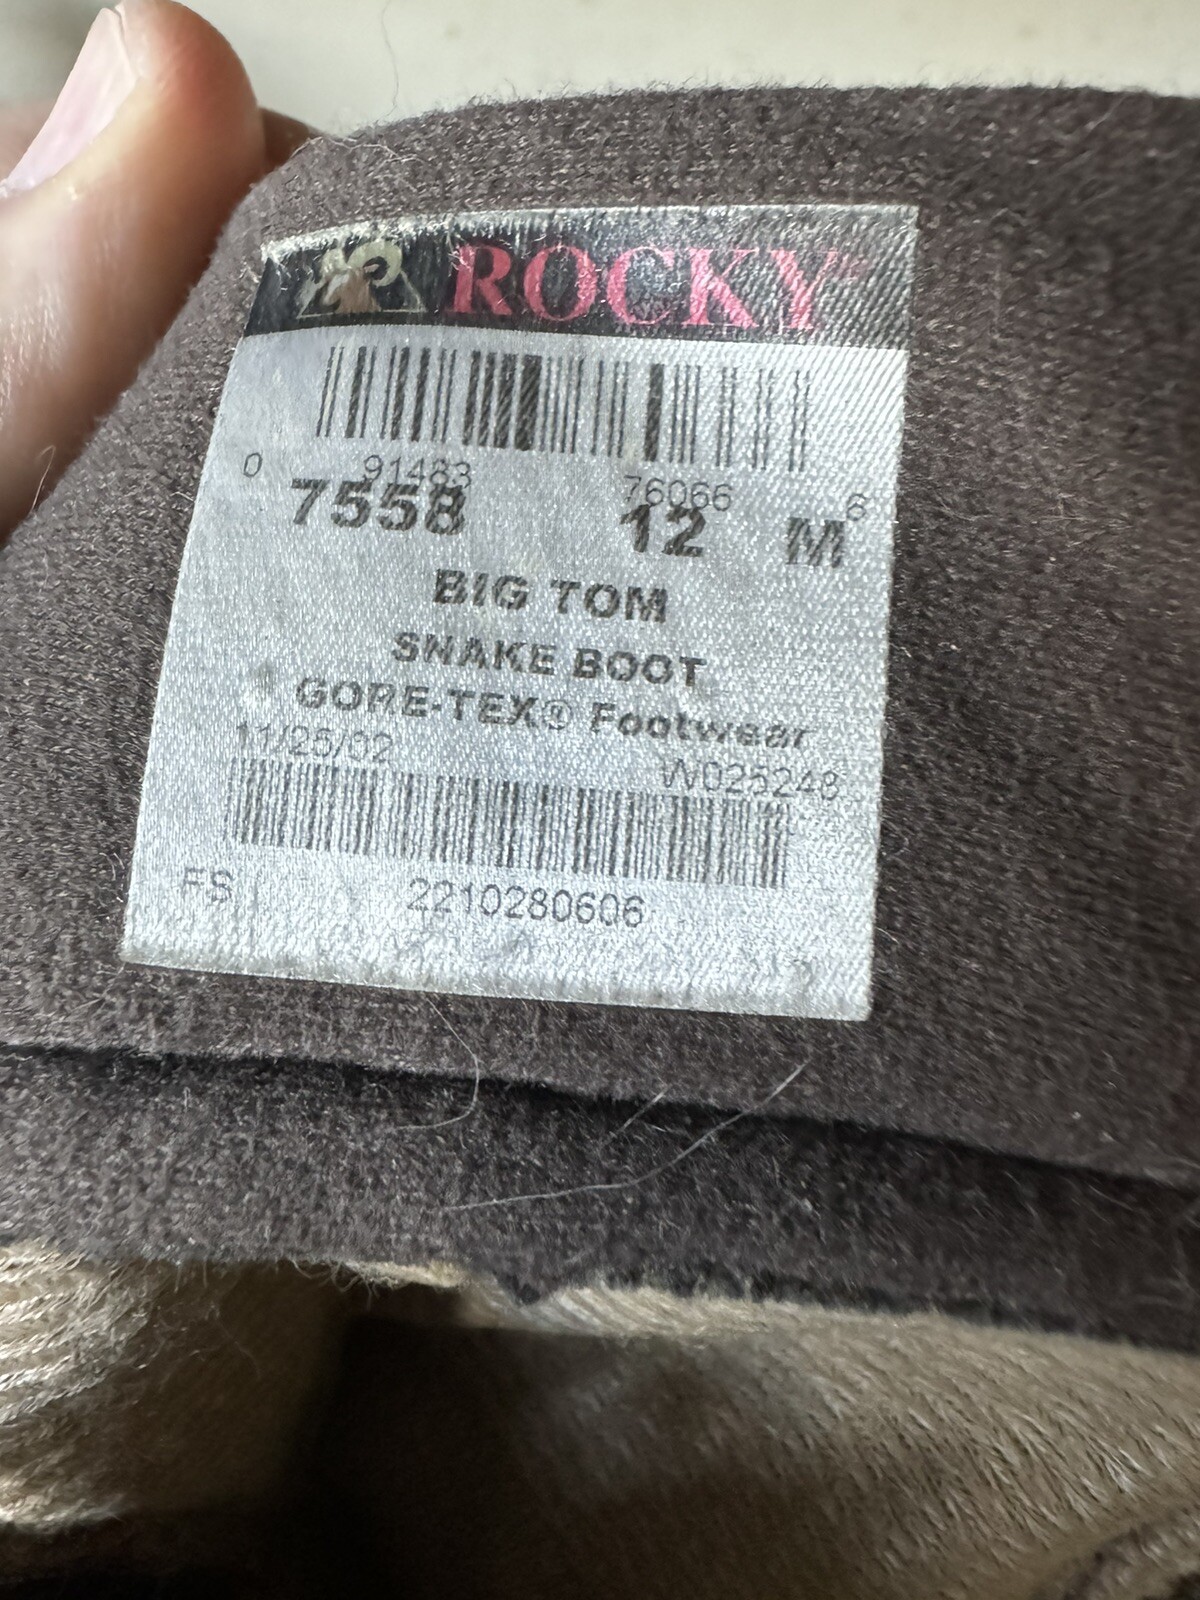 ROCKY
0 91483 76066 6
7558 12 M
BIG TOM
SNAKE BOOT
GORE-TEX® Footwear
11/25/02 W025248
FS 2210280606